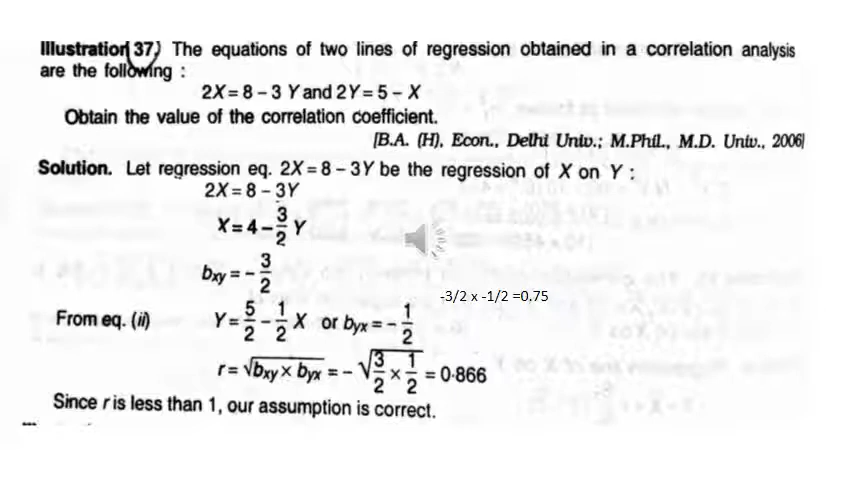 Illustration 37) The equations of two lines of regression obtained in a correlation analysis
are the following :
2X = 8 – 3 Y and 2Y = 5 – X
Obtain the value of the correlation coefficient.
[B.A. (H), Econ., Delhi Univ.; M.Phil., M.D. Univ., 2006]
Solution. Let regression eq. 2X = 8 – 3Y be the regression of X on Y :
2X = 8 – 3Y
X = 4 – 3/2 Y
bxy = – 3/2
-3/2 x -1/2 =0.75
From eq. (ii) Y = 5/2 – 1/2 X or byx = – 1/2
r = √bxy × byx = – √3/2 × 1/2 = 0·866
Since r is less than 1, our assumption is correct.